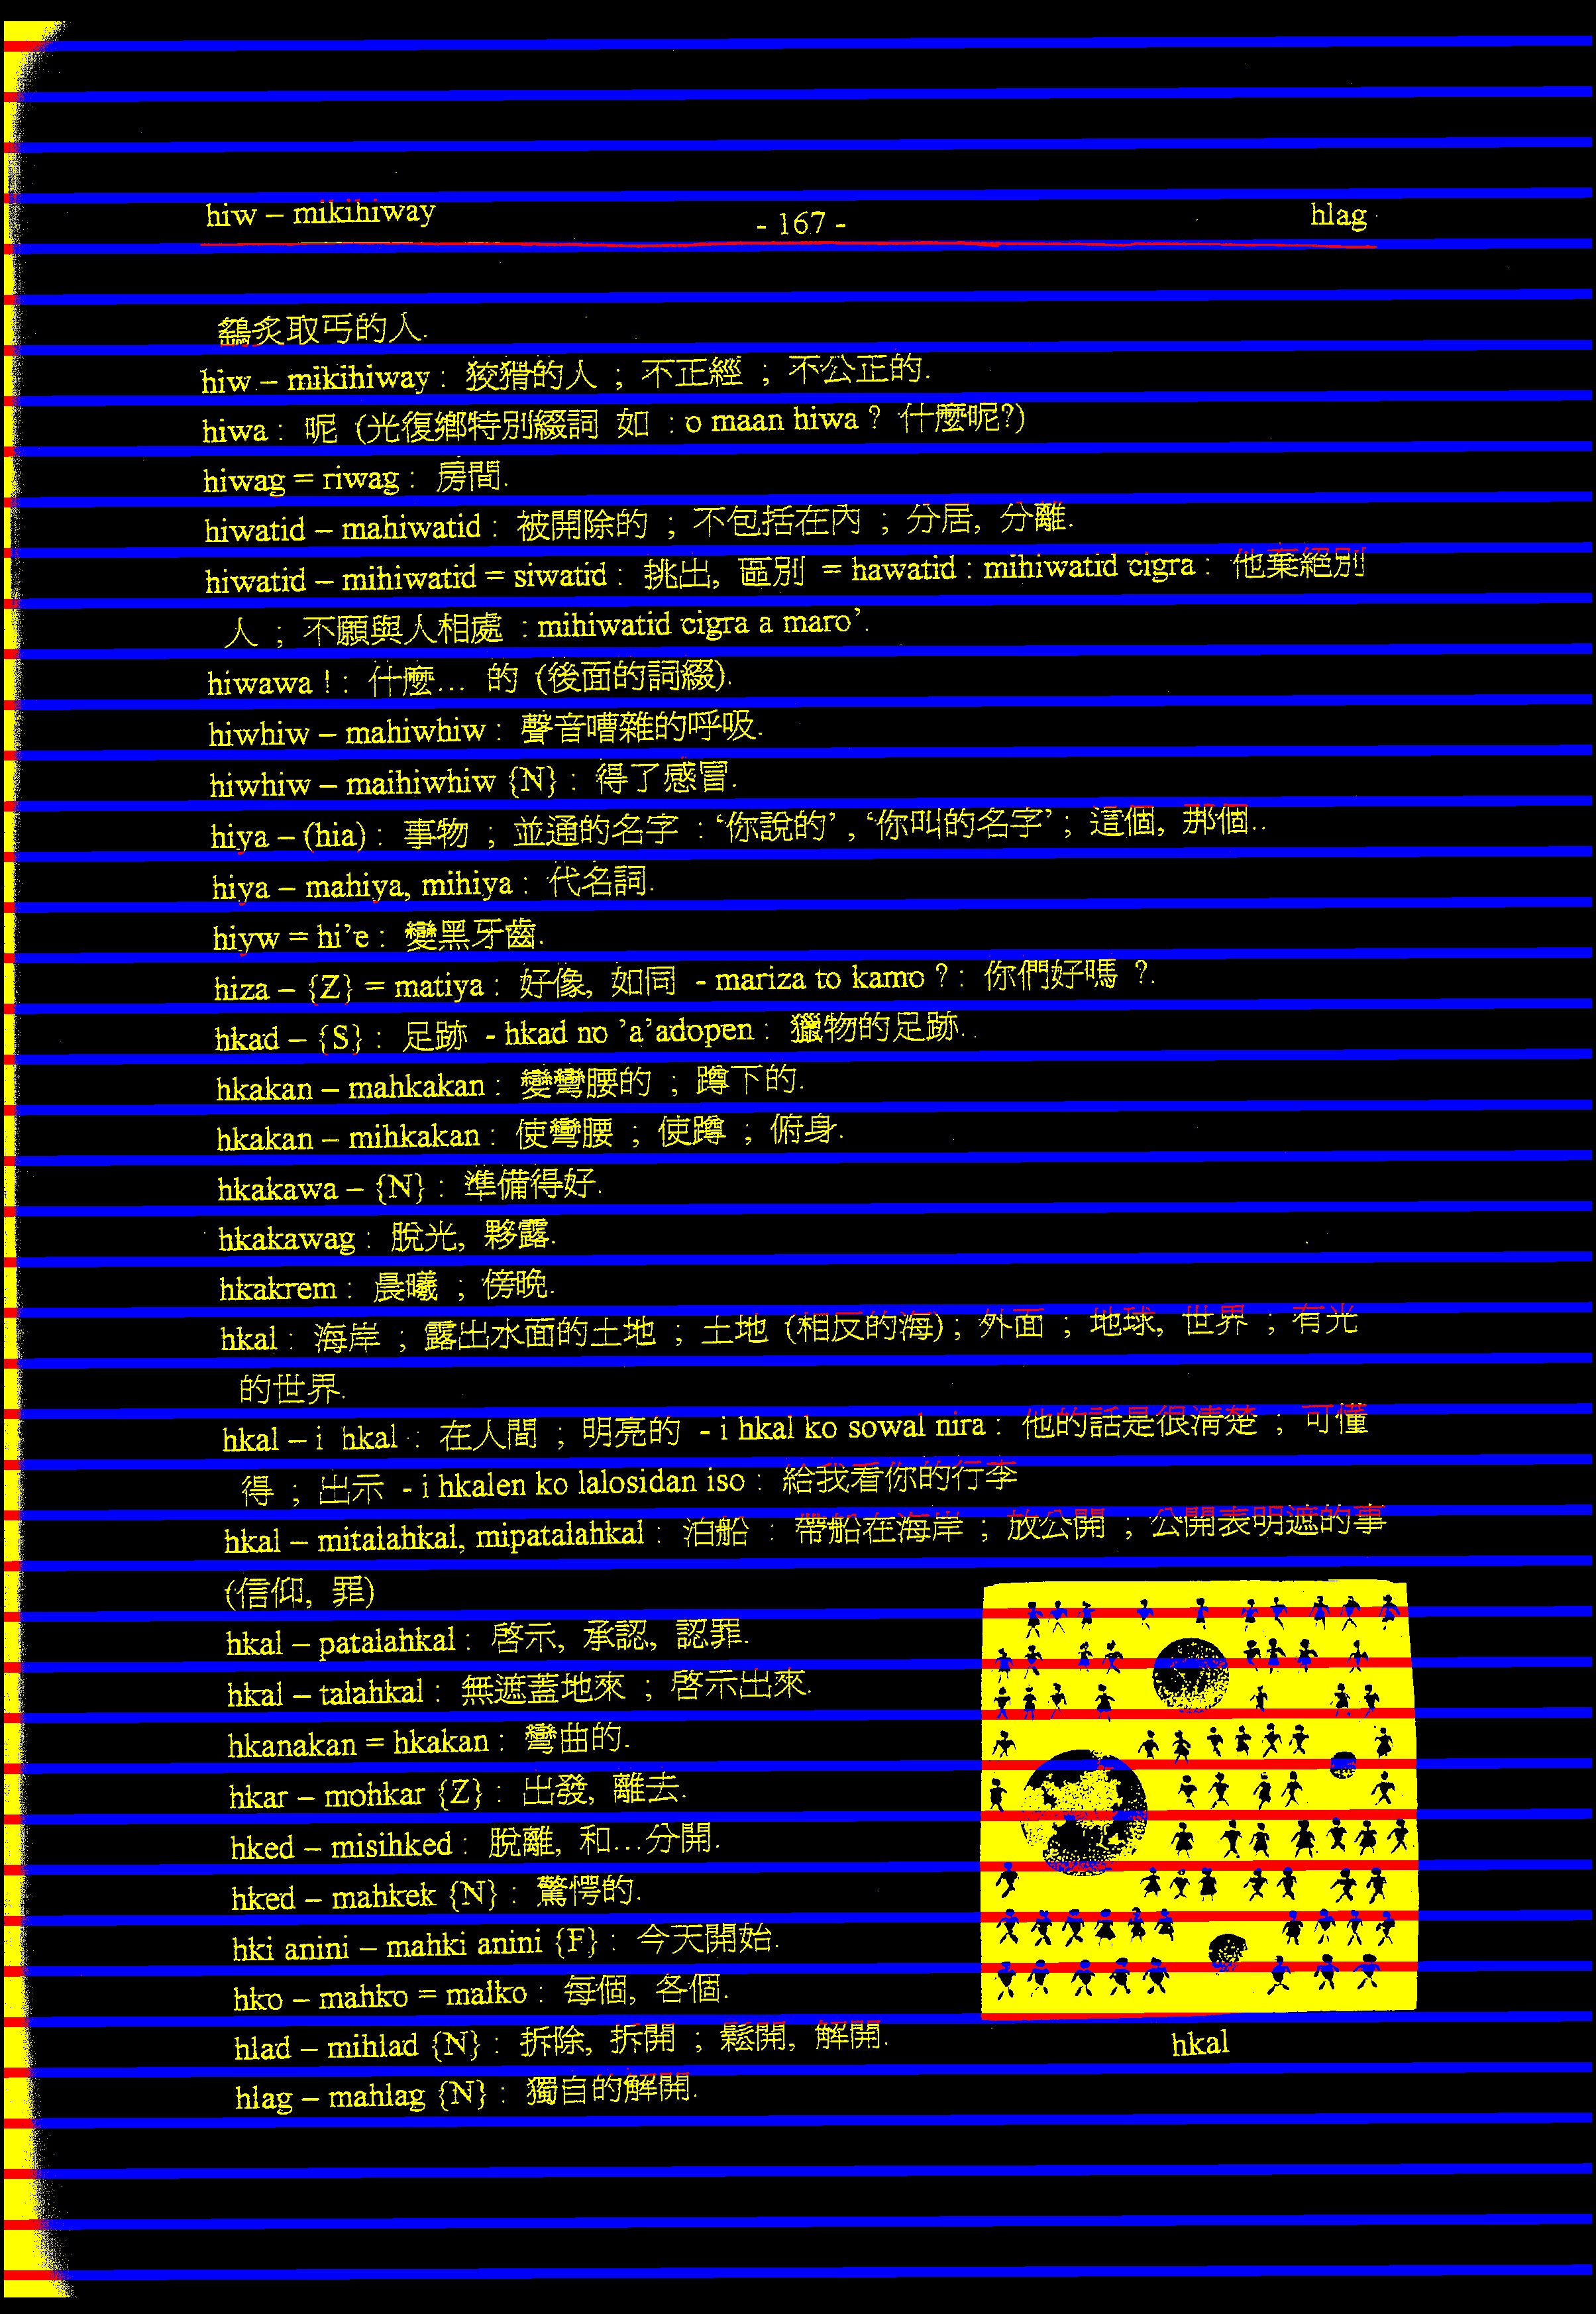 hiw – mikihiway - 167 - hlag
鷄炙取丐的人.
hiw – mikihiway : 狡猾的人 ; 不正經 ; 不公正的.
hiwa : 呢 (光復鄉特別綴詞 如 : o maan hiwa ? 什麼呢?)
hiwag = riwag : 房間.
hiwatid – mahiwatid : 被開除的 ; 不包括在內 ; 分居, 分離.
hiwatid – mihiwatid = siwatid : 挑出, 區別 = hawatid : mihiwatid cigra : 他棄絕別
人 ; 不願與人相處 : mihiwatid cigra a maro’.
hiwawa ! : 什麼... 的 (後面的詞綴).
hiwhiw – mahiwhiw : 聲音嘈雜的呼吸.
hiwhiw – maihiwhiw {N} : 得了感冒.
hiya – (hia) : 事物 ; 並通的名字 : ‘你說的’ , ‘你叫的名字’ ; 這個, 那個..
hiya – mahiya, mihiya : 代名詞.
hiyw = hi’e : 變黑牙齒.
hiza – {Z} = matiya : 好像, 如同 - mariza to kamo ? : 你們好嗎 ?.
hkad – {S} : 足跡 - hkad no ’a’adopen : 獵物的足跡..
hkakan – mahkakan : 變彎腰的 ; 蹲下的.
hkakan – mihkakan : 使彎腰 ; 使蹲 ; 俯身.
hkakawa – {N} : 準備得好.
hkakawag : 脫光, 夥露.
hkakrem : 晨曦 ; 傍晚.
hkal : 海岸 ; 露出水面的土地 ; 土地 (相反的海) ; 外面 ; 地球, 世界 ; 有光
的世界.
hkal – i hkal : 在人間 ; 明亮的 - i hkal ko sowal nira : 他的話是很清楚 ; 可懂
得 ; 出示 - i hkalen ko lalosidan iso : 給我看你的行李
hkal – mitalahkal, mipatalahkal : 泊船 : 帶船在海岸 ; 放公開 ; 公開表明遮的事
(信仰, 罪)
hkal – patalahkal : 啓示, 承認, 認罪.
hkal – talahkal : 無遮蓋地來 ; 啓示出來.
hkanakan = hkakan : 彎曲的.
hkar – mohkar {Z} : 出發, 離去.
hked – misihked : 脫離, 和...分開.
hked – mahkek {N} : 驚愕的.
hki anini – mahki anini {F} : 今天開始.
hko – mahko = malko : 每個, 各個.
hlad – mihlad {N} : 拆除, 拆開 ; 鬆開, 解開.
hkal
hlag – mahlag {N} : 獨自的解開.